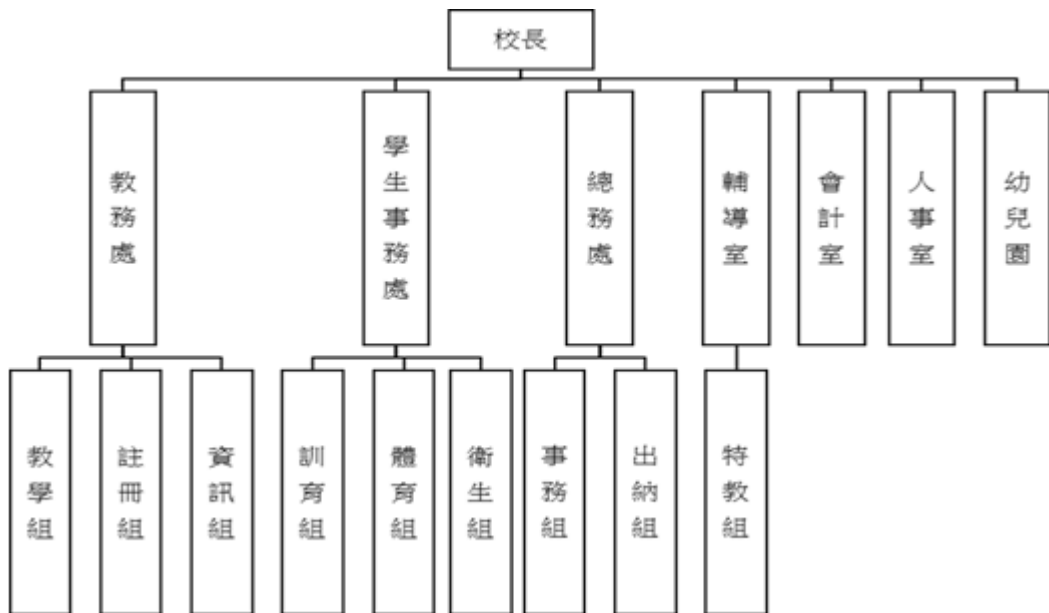 校長
教務處
學生事務處
總務處
輔導室
會計室
人事室
幼兒園
教學組
註冊組
資訊組
訓育組
體育組
衛生組
事務組
出納組
特教組